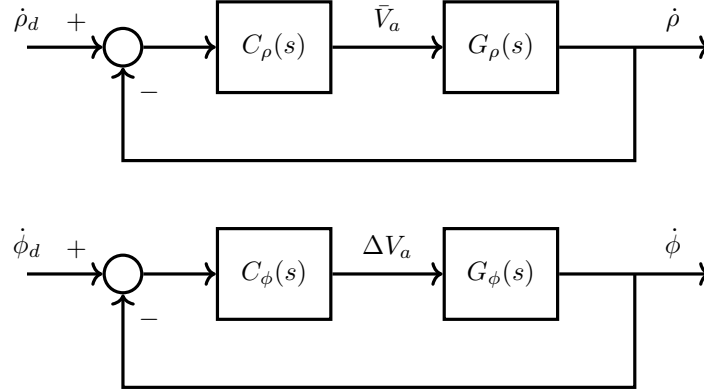 ρ̇_d + V̄_a ρ̇
C_ρ(s) G_ρ(s)
−
ϕ̇_d + ΔV_a ϕ̇
C_ϕ(s) G_ϕ(s)
−